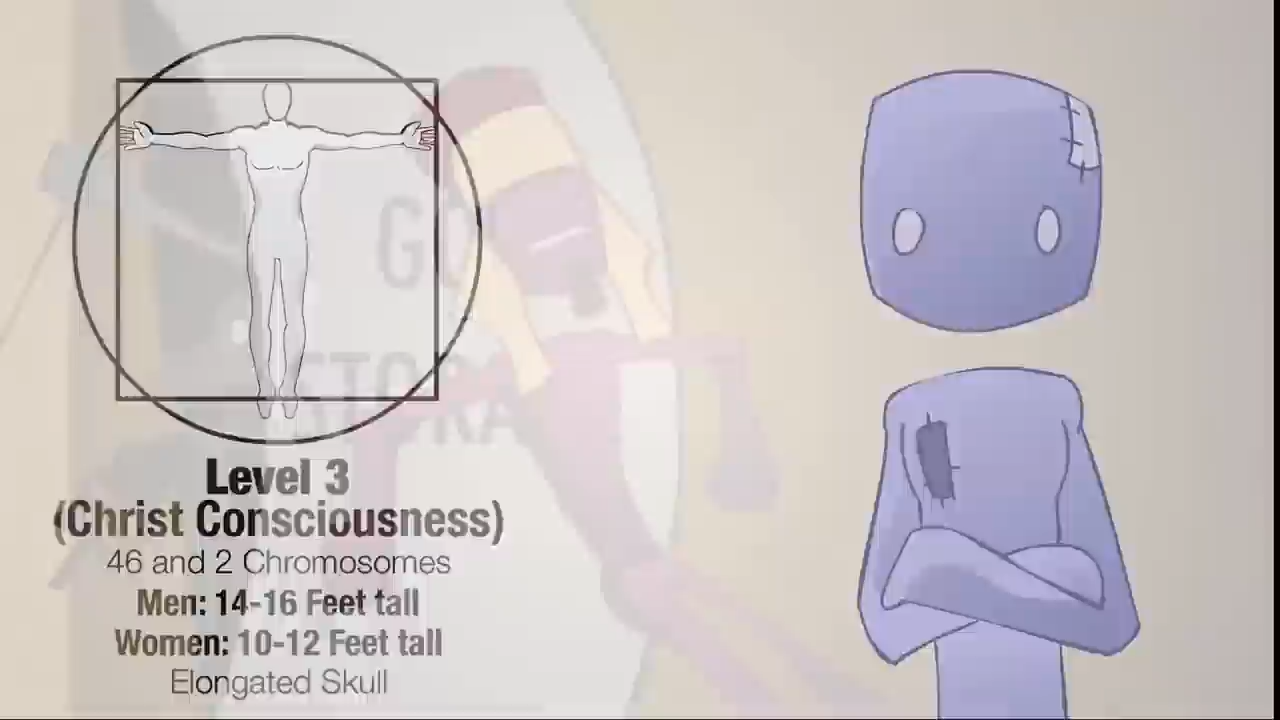 Level 3
(Christ Consciousness)
46 and 2 Chromosomes
Men: 14-16 Feet tall
Women: 10-12 Feet tall
Elongated Skull